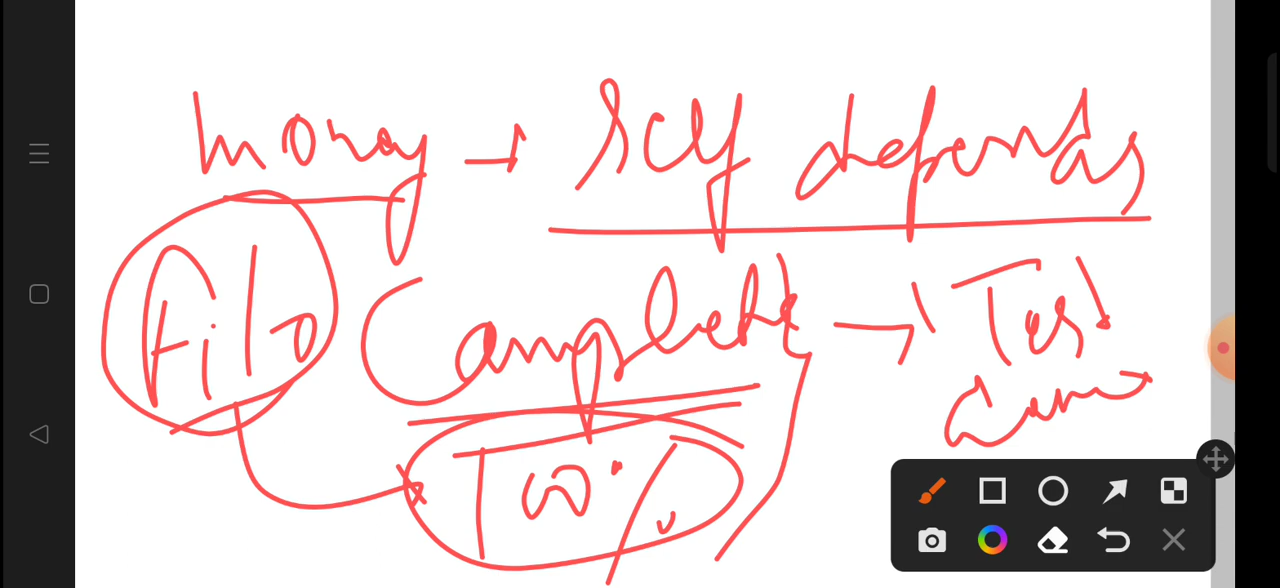 money → Self depends
Filo Complete → Test
100%